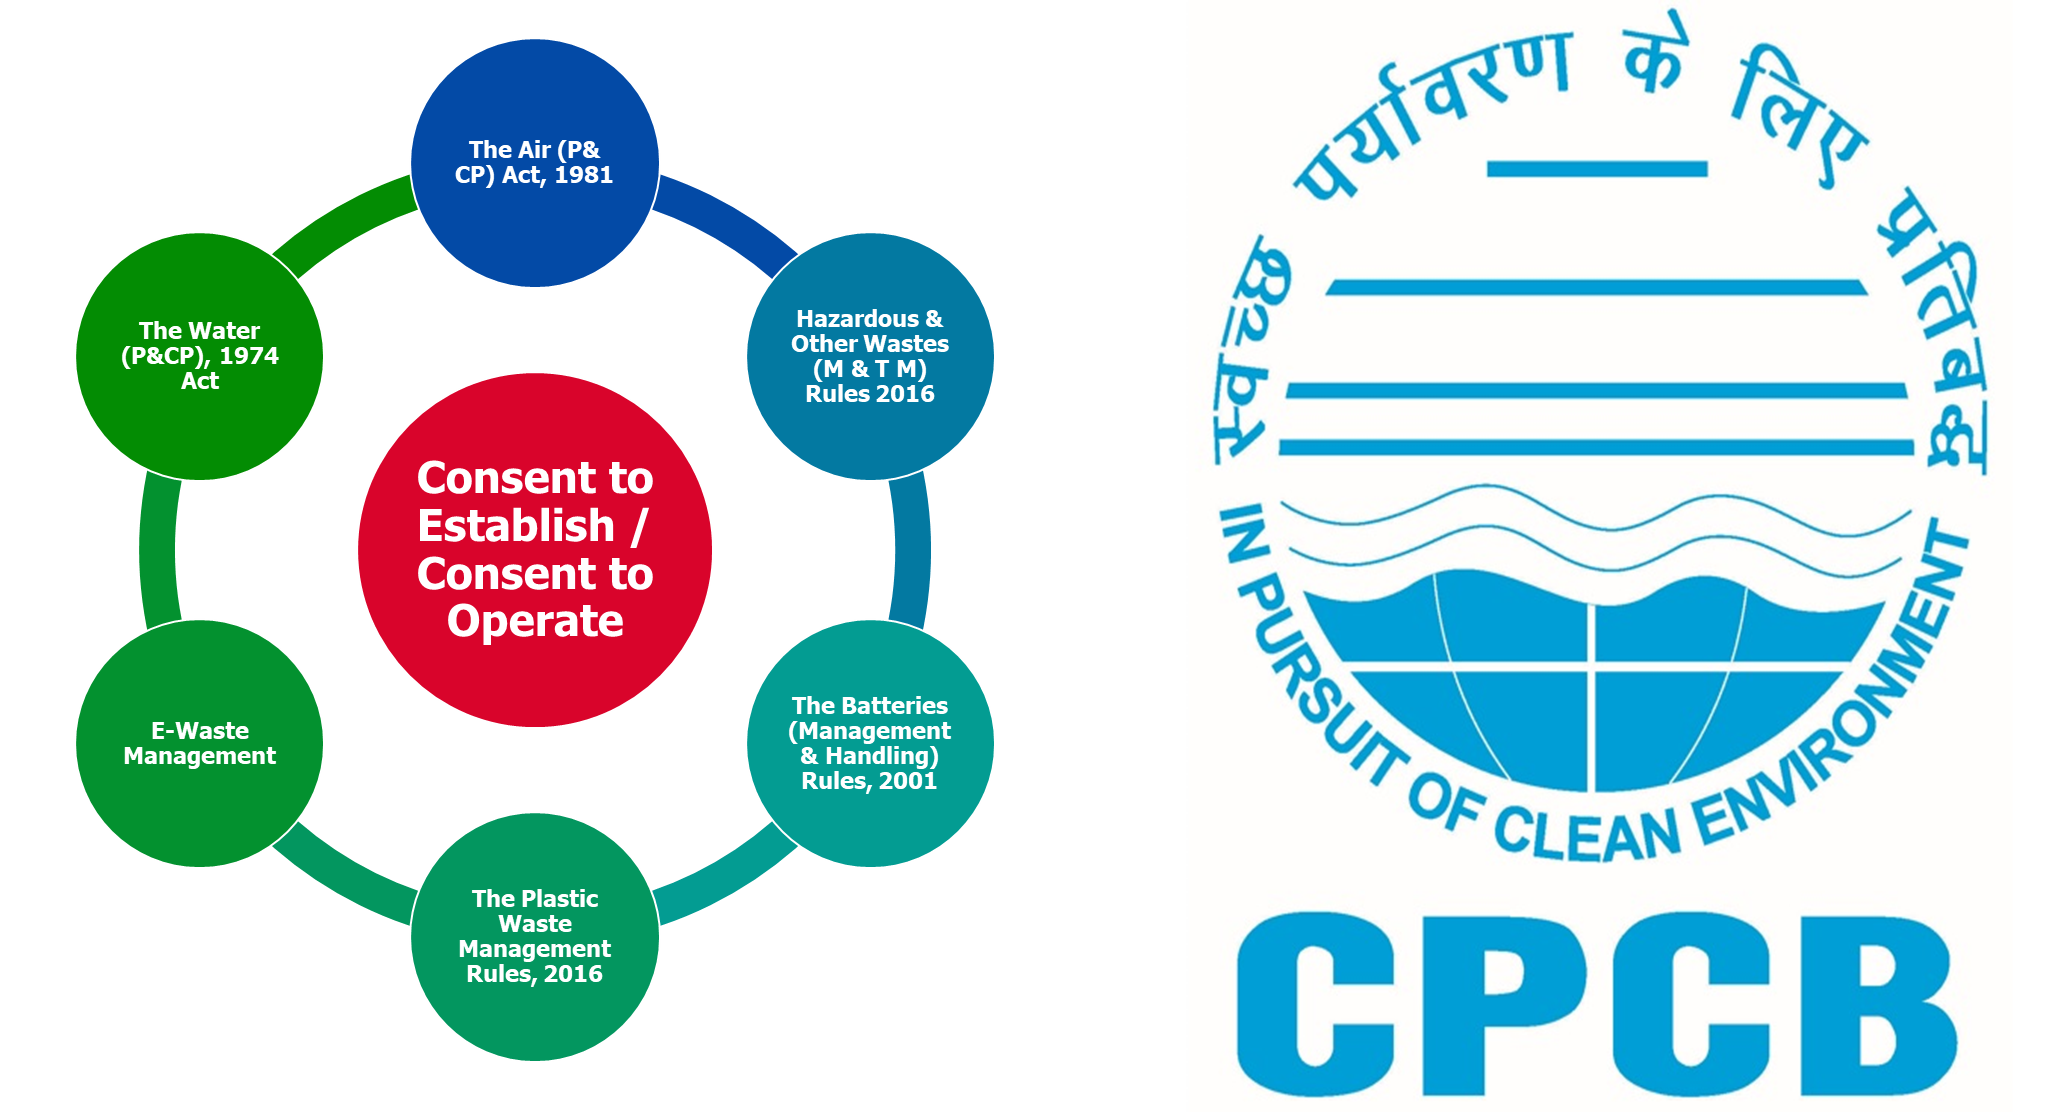 The Air (P&
CP) Act, 1981
Hazardous &
Other Wastes
(M & T M)
Rules 2016
The Batteries
(Management
& Handling)
Rules, 2001
The Plastic
Waste
Management
Rules, 2016
E-Waste
Management
The Water
(P&CP), 1974
Act
Consent to
Establish /
Consent to
Operate
स्वच्छ पर्यावरण के लिए प्रतिबद्ध
IN PURSUIT OF CLEAN ENVIRONMENT
CPCB